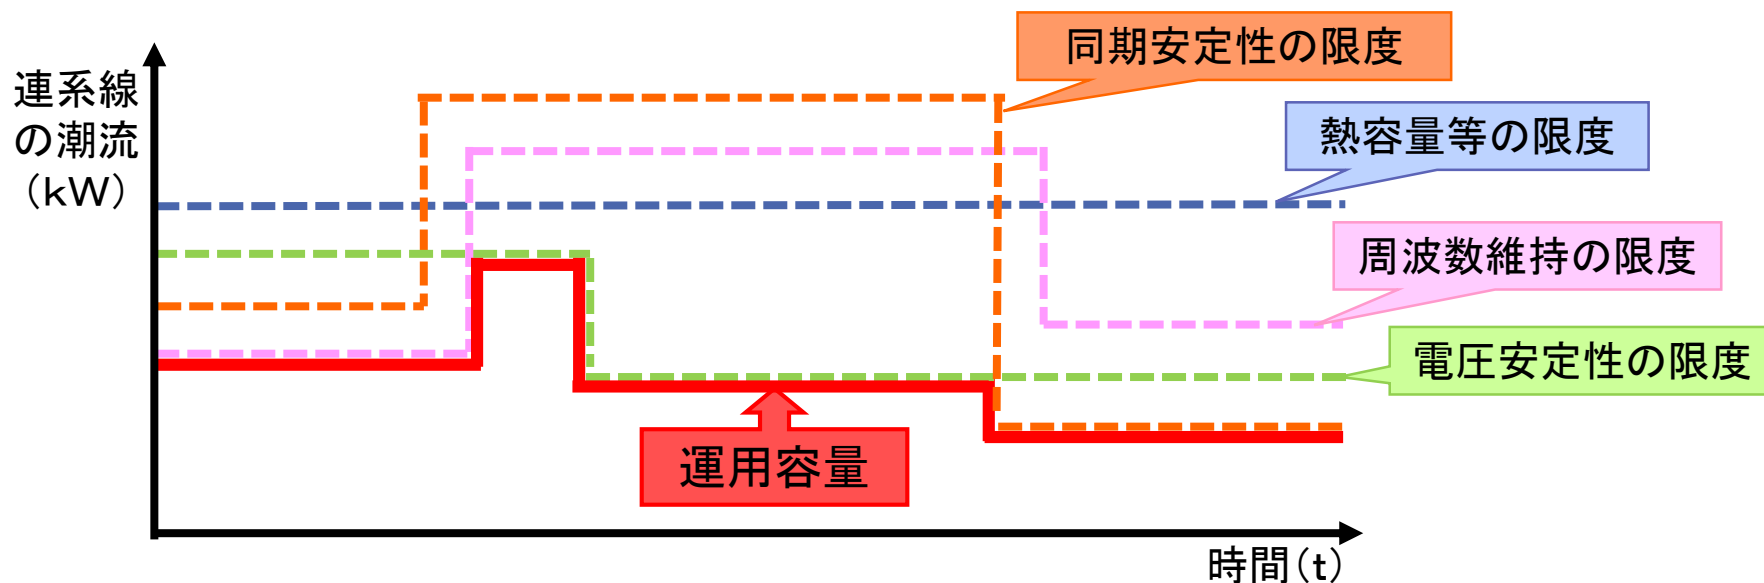 連系線
の潮流
(kW)
同期安定性の限度
熱容量等の限度
周波数維持の限度
電圧安定性の限度
運用容量
時間(t)